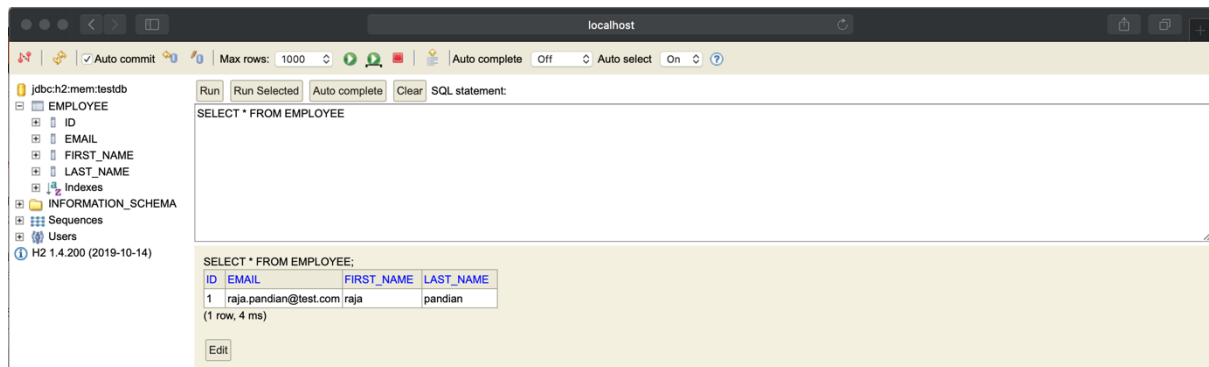 localhost
Auto commit Max rows: 1000 Auto complete Off Auto select On
jdbc:h2:mem:testdb
EMPLOYEE
ID
EMAIL
FIRST_NAME
LAST_NAME
Indexes
INFORMATION_SCHEMA
Sequences
Users
H2 1.4.200 (2019-10-14)
Run Run Selected Auto complete Clear SQL statement:
SELECT * FROM EMPLOYEE
SELECT * FROM EMPLOYEE;
ID EMAIL FIRST_NAME LAST_NAME
1 raja.pandian@test.com raja pandian
(1 row, 4 ms)
Edit